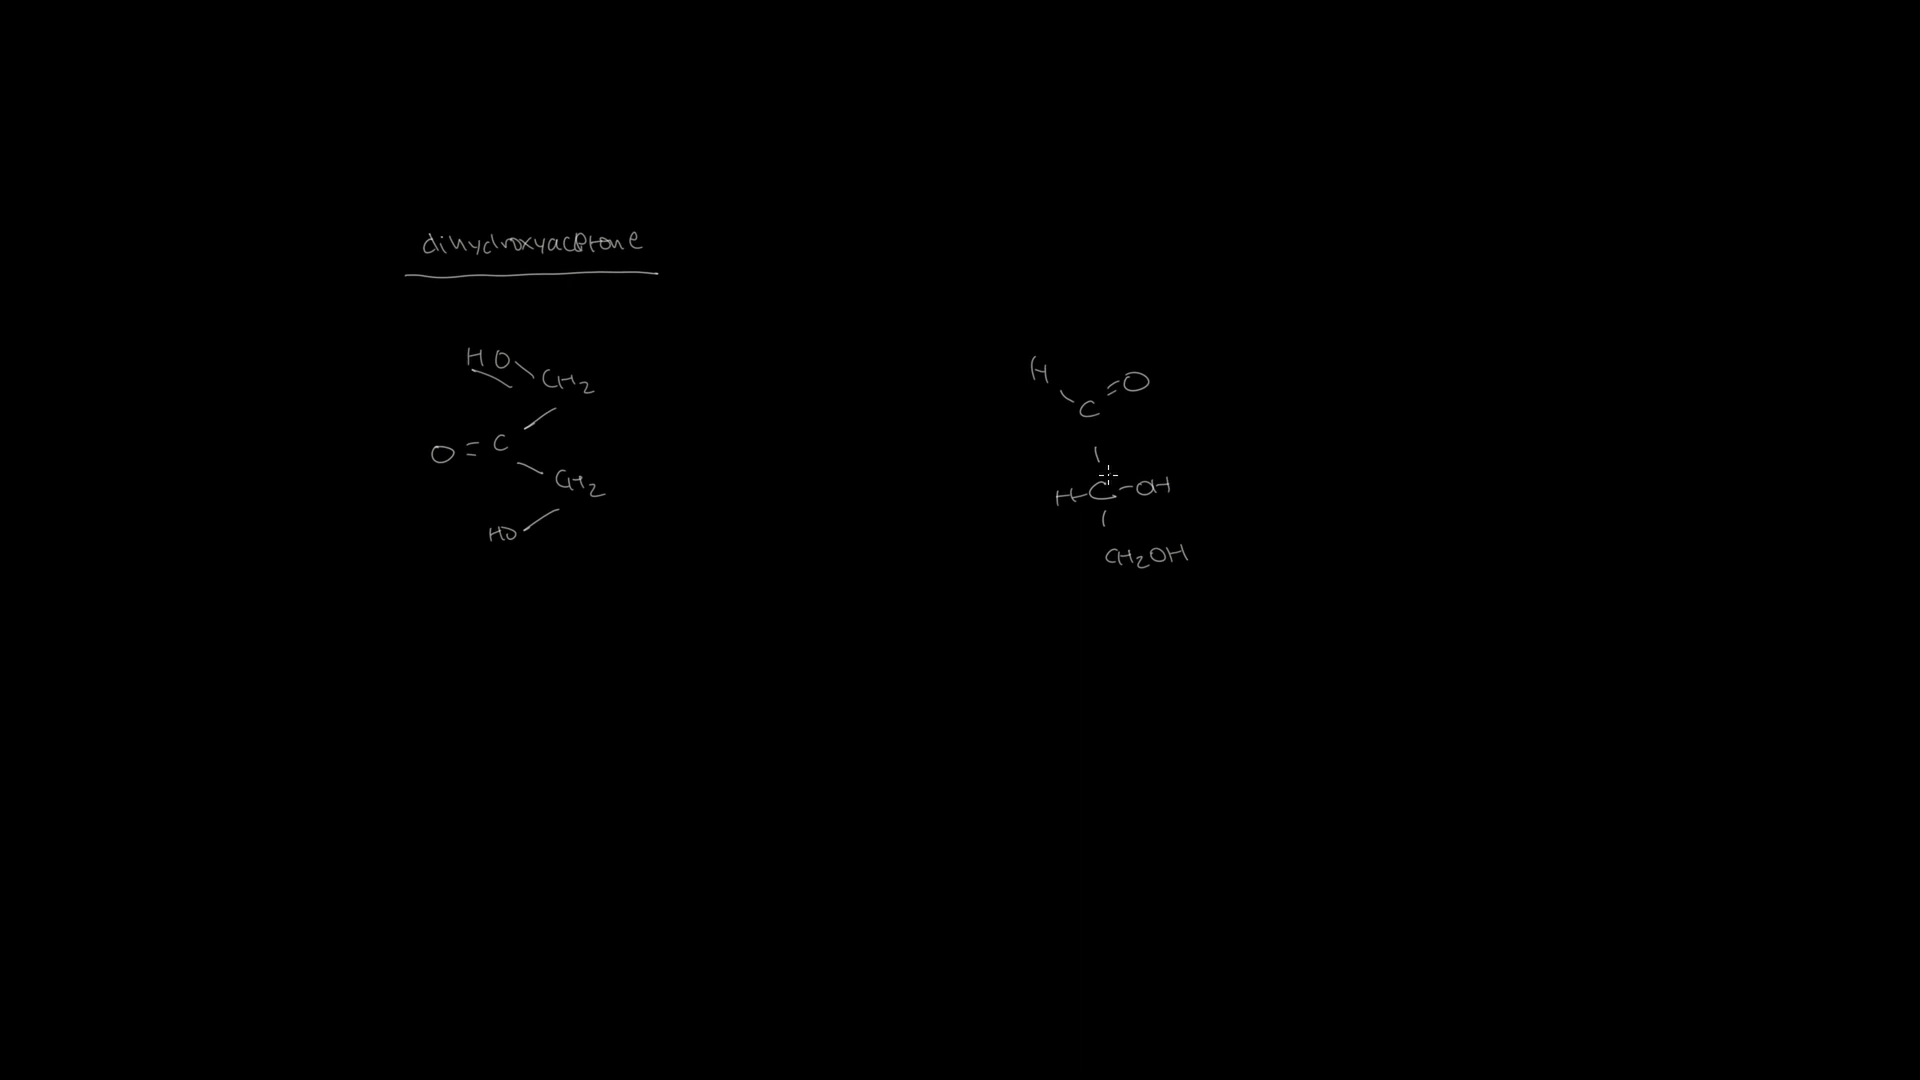 dihydroxyacetone
HO
CH2
O = C
CH2
HO
H
C = O
H-C-OH
CH2OH